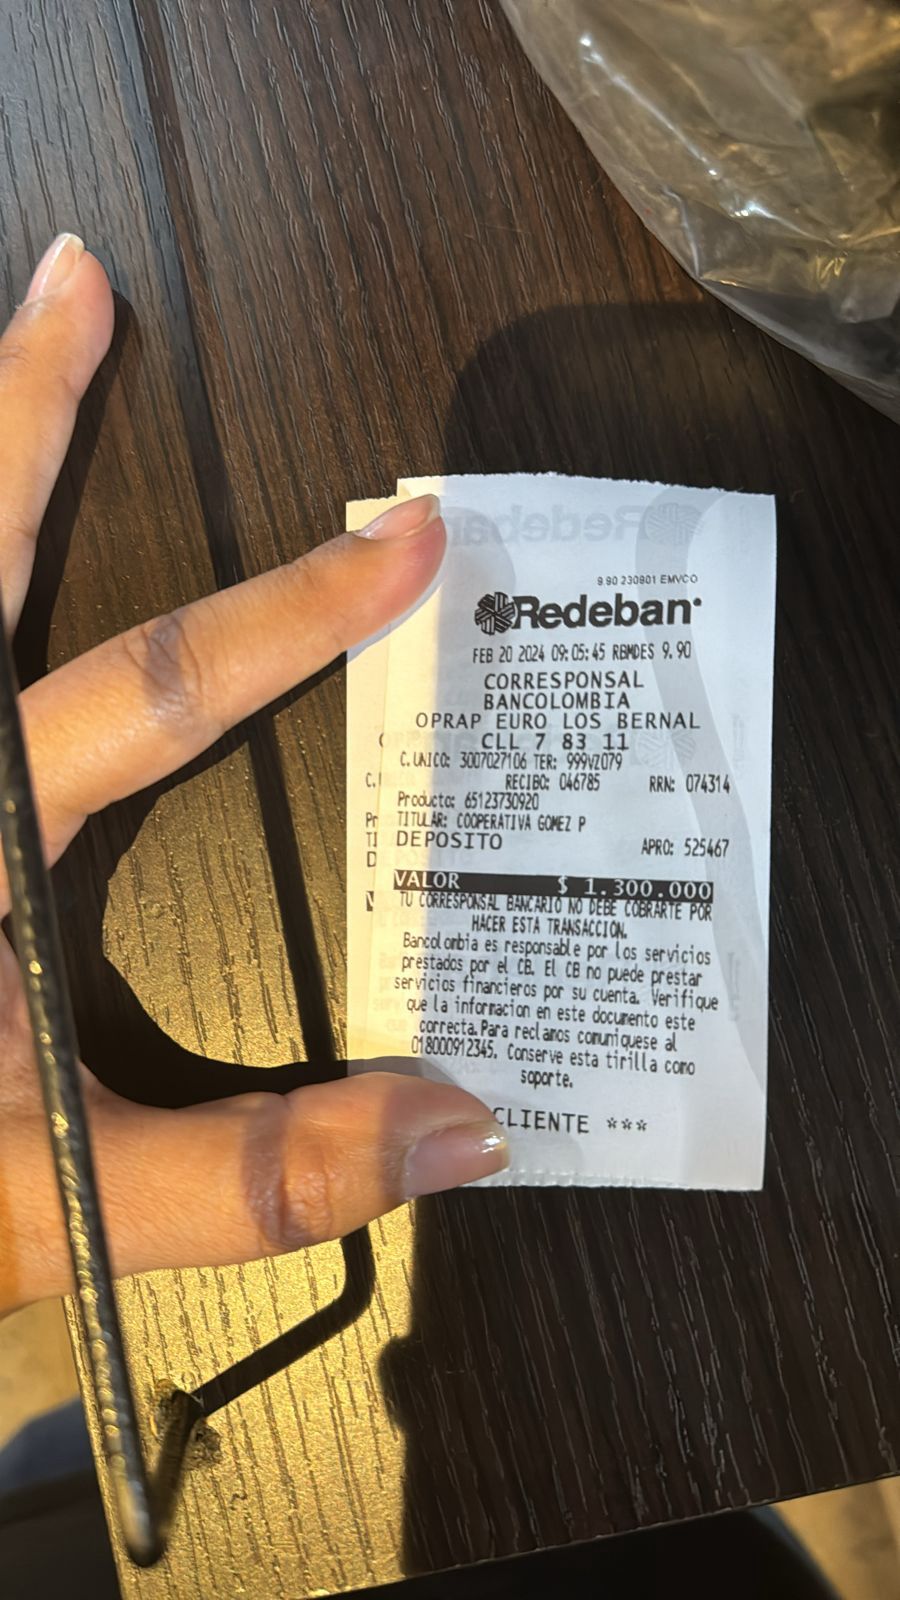 9.90 230801 EMVCO
Redeban
FEB 20 2024 09:05:45 RBMDES 9.90
CORRESPONSAL
BANCOLOMBIA
OPRAP EURO LOS BERNAL
CLL 7 83 11
C.UNICO: 3007027106 TER: 999VZ079
RECIBO: 046785 RRN: 074314
Producto: 65123730920
TITULAR: COOPERATIVA GOMEZ P
DEPOSITO APRO: 525467
VALOR $ 1.300.000
TU CORRESPONSAL BANCARIO NO DEBE COBRARTE POR
HACER ESTA TRANSACCION.
Bancolombia es responsable por los servicios
prestados por el CB. El CB no puede prestar
servicios financieros por su cuenta. Verifique
que la informacion en este documento este
correcta.Para reclamos comuniquese al
018000912345. Conserve esta tirilla como
soporte.
CLIENTE ***